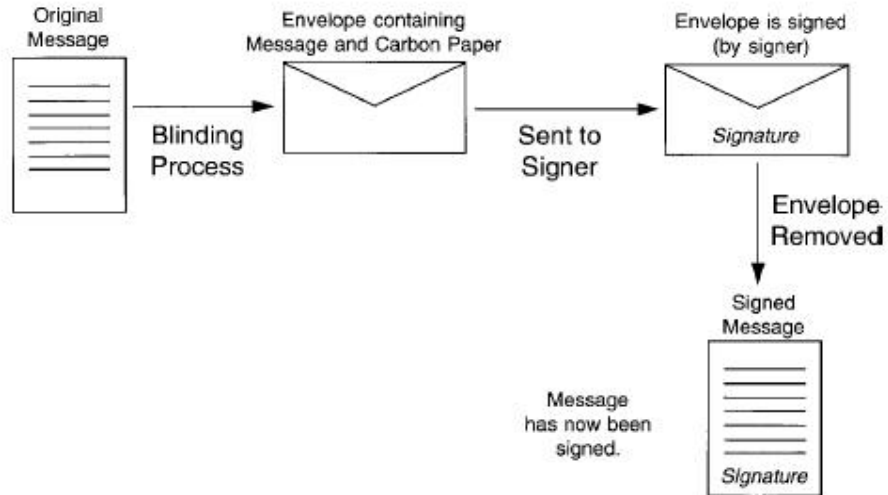 Original
Message
Envelope containing
Message and Carbon Paper
Envelope is signed
(by signer)
Blinding
Process
Sent to
Signer
Signature
Envelope
Removed
Signed
Message
Message
has now been
signed.
Signature